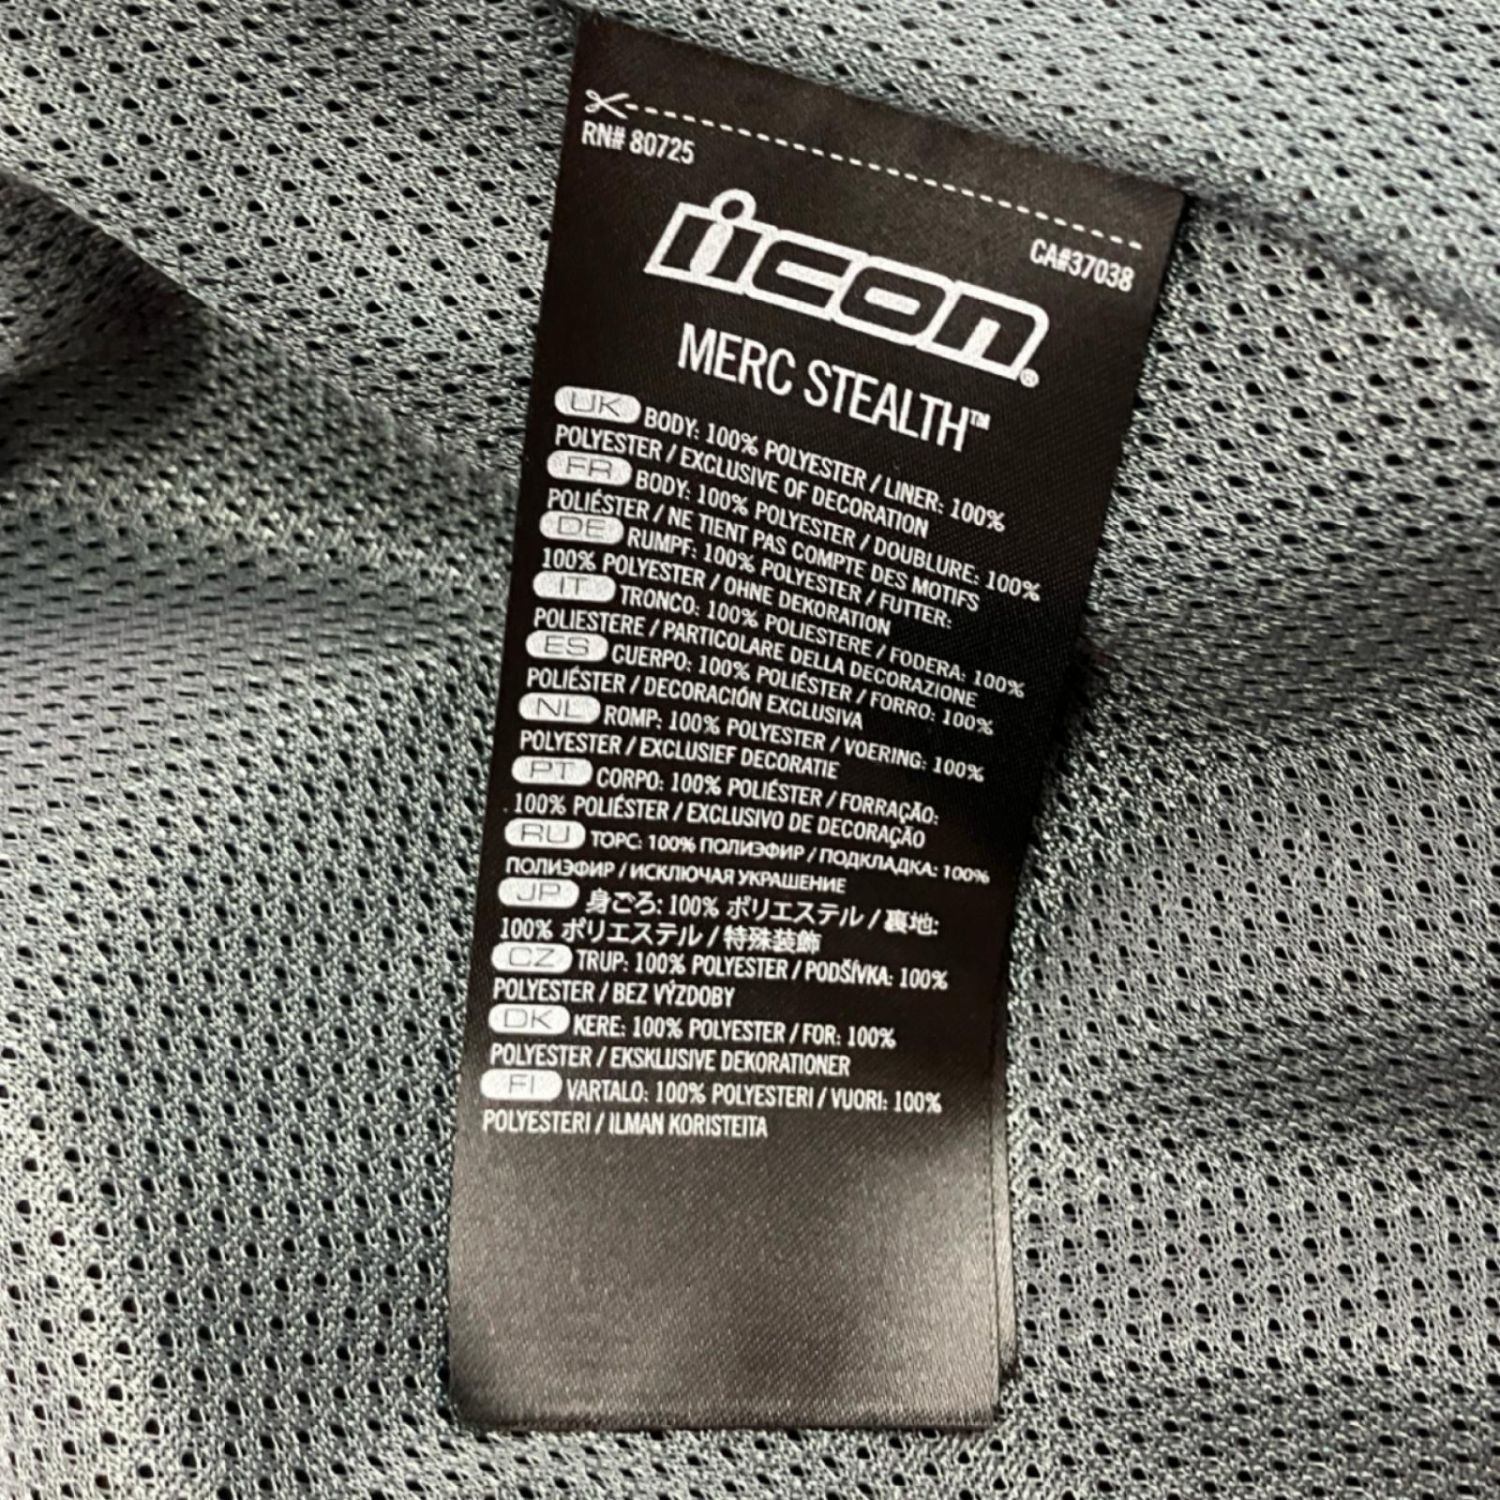 RN# 80725
CA#37038
icon®
MERC STEALTH™
UK BODY: 100% POLYESTER / LINER: 100%
POLYESTER / EXCLUSIVE OF DECORATION
FR BODY: 100% POLYESTER / DOUBLURE: 100%
POLIÉSTER / NE TIENT PAS COMPTE DES MOTIFS
DE RUMPF: 100% POLYESTER / FUTTER:
100% POLYESTER / OHNE DEKORATION
IT TRONCO: 100% POLIESTERE / FODERA: 100%
POLIESTERE / PARTICOLARE DELLA DECORAZIONE
ES CUERPO: 100% POLIÉSTER / FORRO: 100%
POLIÉSTER / DECORACIÓN EXCLUSIVA
NL ROMP: 100% POLYESTER / VOERING: 100%
POLYESTER / EXCLUSIEF DECORATIE
PT CORPO: 100% POLIÉSTER / FORRAÇÃO:
100% POLIÉSTER / EXCLUSIVO DE DECORAÇÃO
RU ТОРС: 100% ПОЛИЭФИР / ПОДКЛАДКА: 100%
ПОЛИЭФИР / ИСКЛЮЧАЯ УКРАШЕНИЕ
JP 身ごろ: 100% ポリエステル / 裏地:
100% ポリエステル / 特殊装飾
CZ TRUP: 100% POLYESTER / PODŠÍVKA: 100%
POLYESTER / BEZ VÝZDOBY
DK KERE: 100% POLYESTER / FOR: 100%
POLYESTER / EKSKLUSIVE DEKORATIONER
FI VARTALO: 100% POLYESTERI / VUORI: 100%
POLYESTERI / ILMAN KORISTEITA